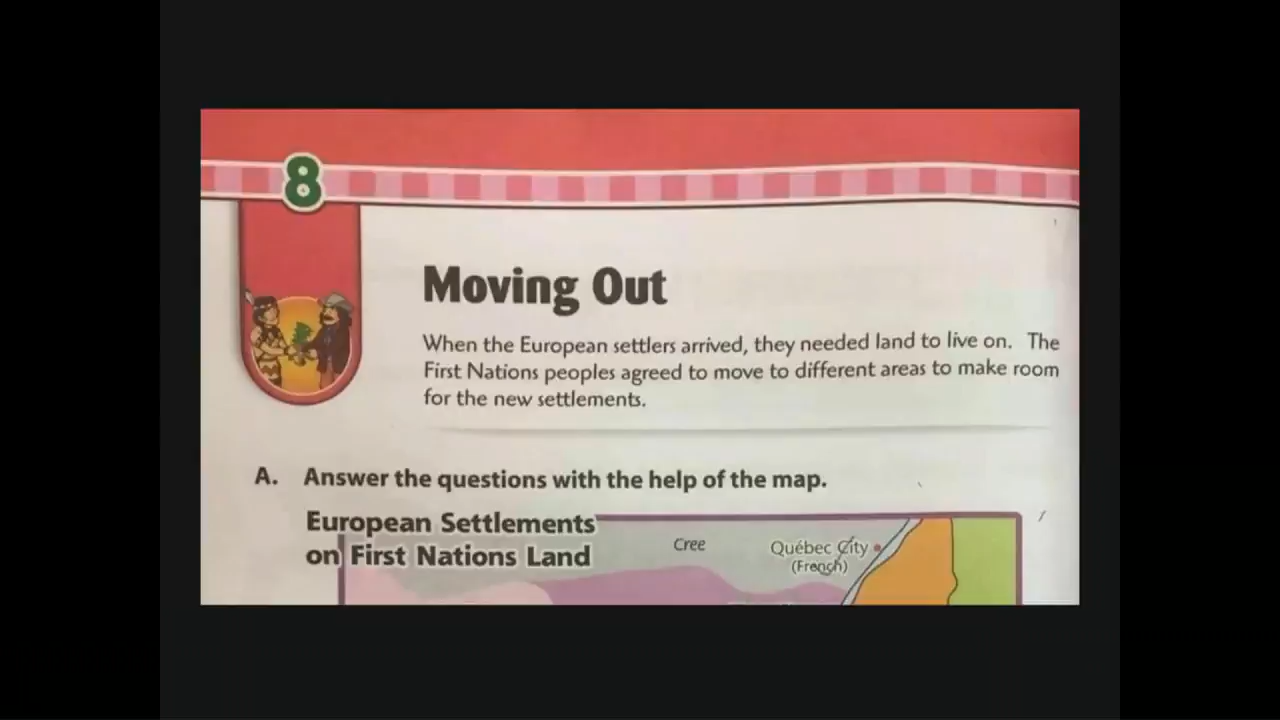 8
Moving Out
When the European settlers arrived, they needed land to live on. The
First Nations peoples agreed to move to different areas to make room
for the new settlements.
A. Answer the questions with the help of the map.
European Settlements
on First Nations Land
Cree
Québec City
(French)